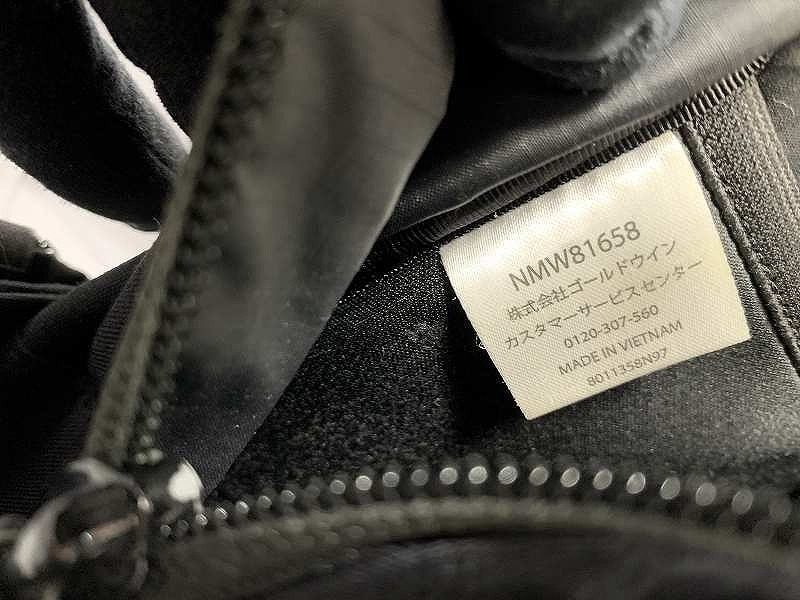 NMW81658
株式会社ゴールドウイン
カスタマーサービスセンター
0120-307-560
MADE IN VIETNAM
8011358N97